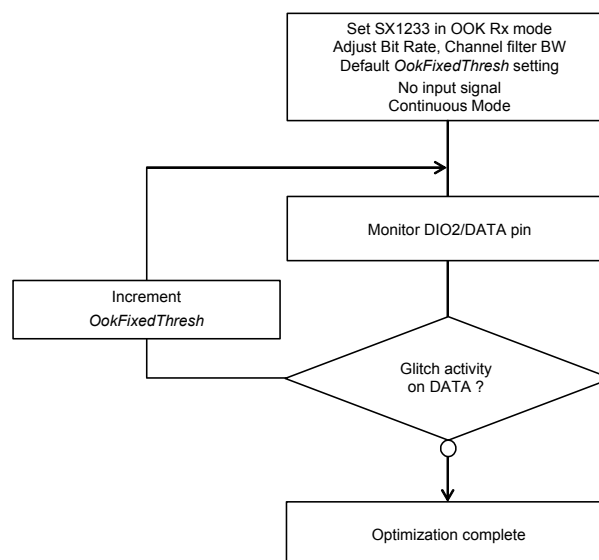 Set SX1233 in OOK Rx mode
Adjust Bit Rate, Channel filter BW
Default OokFixedThresh setting
No input signal
Continuous Mode
Monitor DIO2/DATA pin
Increment
OokFixedThresh
Glitch activity
on DATA ?
Optimization complete